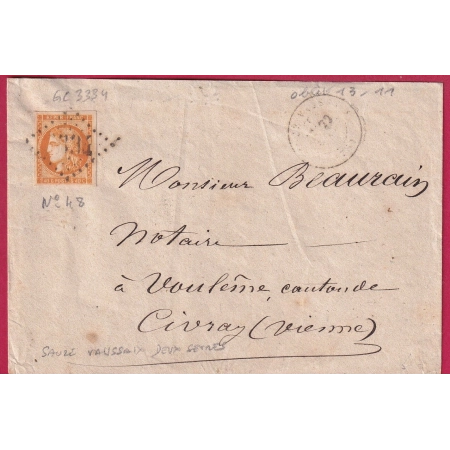 GC 3334
N° 48
Monsieur Beaurain
Notaire
à Voulême, canton de
Civray (Vienne)
SAUZE VAUSSAIS DEUX SEVRES